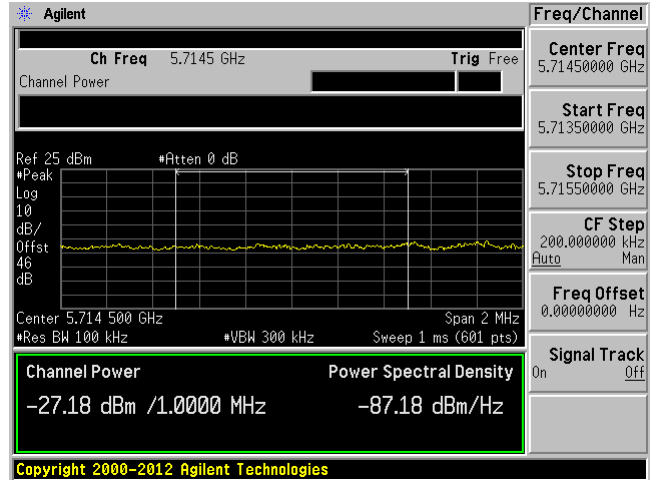 Agilent
Freq/Channel
Ch Freq 5.7145 GHz Trig Free
Channel Power
Center Freq
5.71450000 GHz
Start Freq
5.71350000 GHz
Stop Freq
5.71550000 GHz
CF Step
200.000000 kHz
Auto Man
Freq Offset
0.00000000 Hz
Signal Track
On Off
Ref 25 dBm #Atten 0 dB
#Peak
Log
10
dB/
Offst
46
dB
Center 5.714 500 GHz Span 2 MHz
#Res BW 100 kHz #VBW 300 kHz Sweep 1 ms (601 pts)
Channel Power Power Spectral Density
-27.18 dBm /1.0000 MHz -87.18 dBm/Hz
Copyright 2000-2012 Agilent Technologies